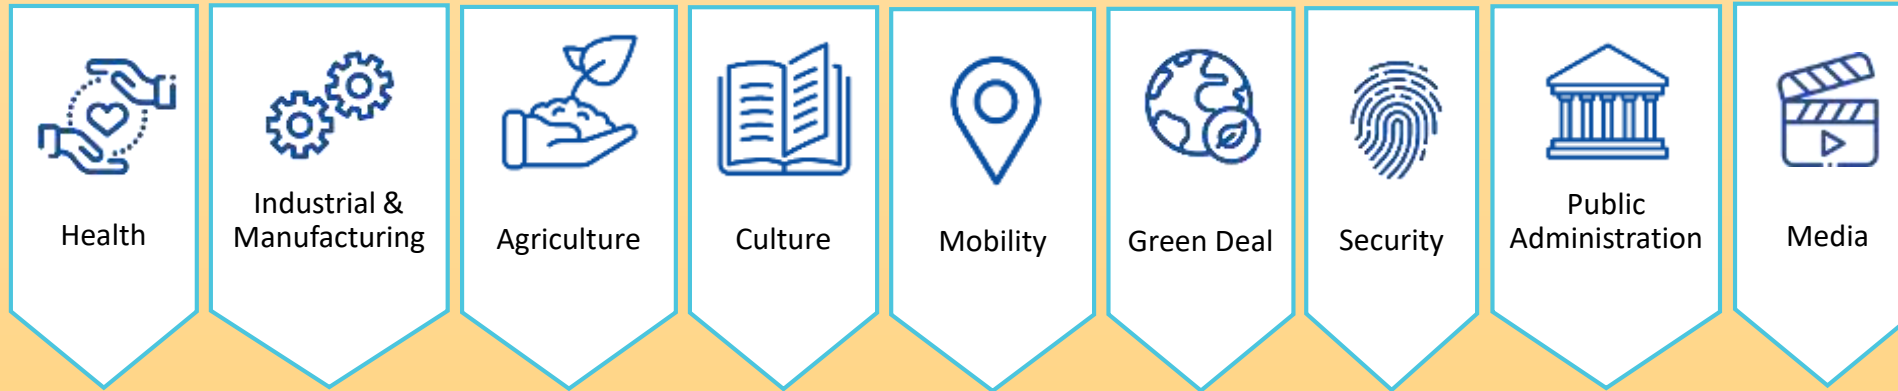 Health
Industrial &
Manufacturing
Agriculture
Culture
Mobility
Green Deal
Security
Public
Administration
Media